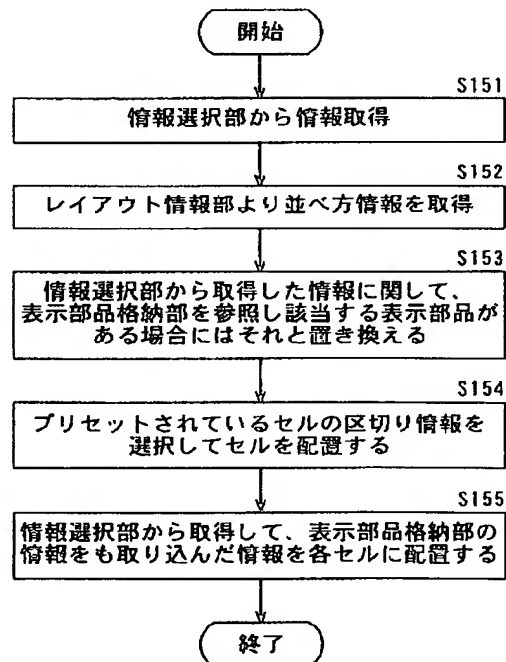 開始
S151
情報選択部から情報取得
S152
レイアウト情報部より並べ方情報を取得
S153
情報選択部から取得した情報に関して、
表示部品格納部を参照し該当する表示部品が
ある場合にはそれと置き換える
S154
プリセットされているセルの区切り情報を
選択してセルを配置する
S155
情報選択部から取得して、表示部品格納部の
情報をも取り込んだ情報を各セルに配置する
終了